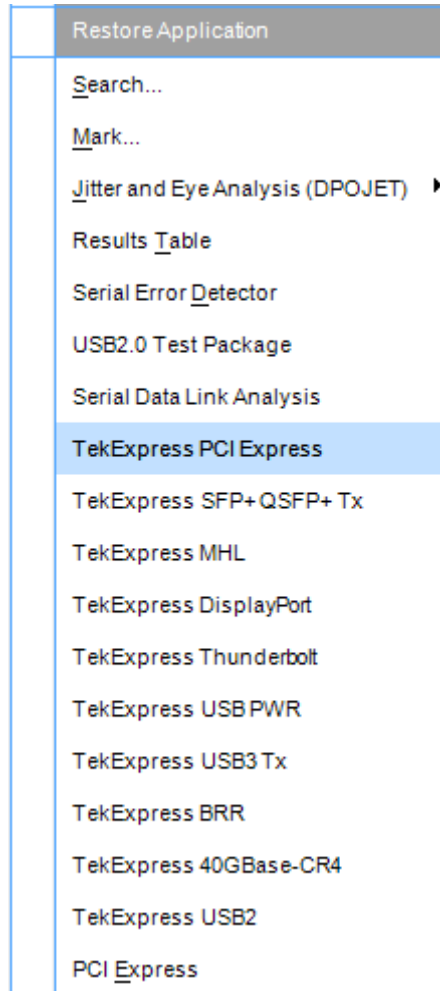 Restore Application
Search...
Mark...
Jitter and Eye Analysis (DPOJET)
Results Table
Serial Error Detector
USB2.0 Test Package
Serial Data Link Analysis
TekExpress PCI Express
TekExpress SFP+ QSFP+ Tx
TekExpress MHL
TekExpress DisplayPort
TekExpress Thunderbolt
TekExpress USB PWR
TekExpress USB3 Tx
TekExpress BRR
TekExpress 40GBase-CR4
TekExpress USB2
PCI Express